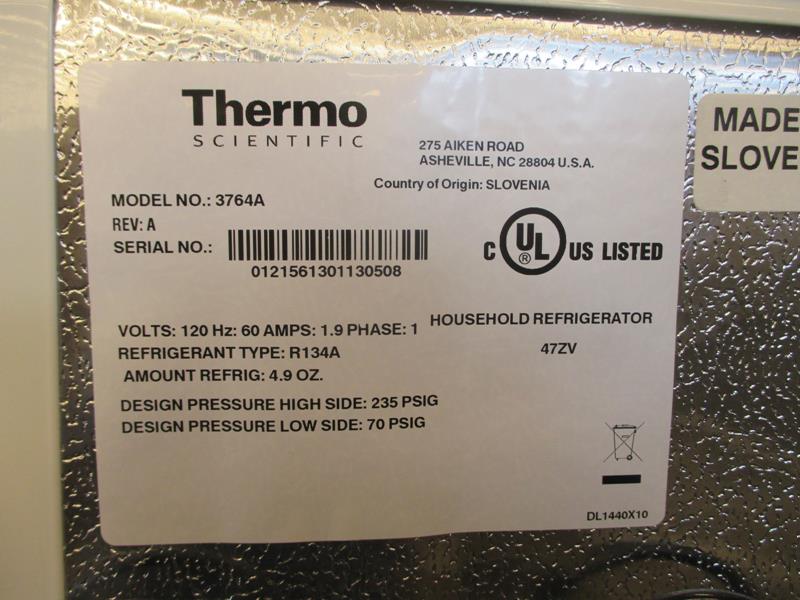 Thermo
SCIENTIFIC
275 AIKEN ROAD
ASHEVILLE, NC 28804 U.S.A.
Country of Origin: SLOVENIA
MODEL NO.: 3764A
REV: A
SERIAL NO.:
0121561301130508
C UL ® US LISTED
VOLTS: 120 Hz: 60 AMPS: 1.9 PHASE: 1
HOUSEHOLD REFRIGERATOR
47ZV
REFRIGERANT TYPE: R134A
AMOUNT REFRIG: 4.9 OZ.
DESIGN PRESSURE HIGH SIDE: 235 PSIG
DESIGN PRESSURE LOW SIDE: 70 PSIG
DL1440X10
MADE
SLOVE